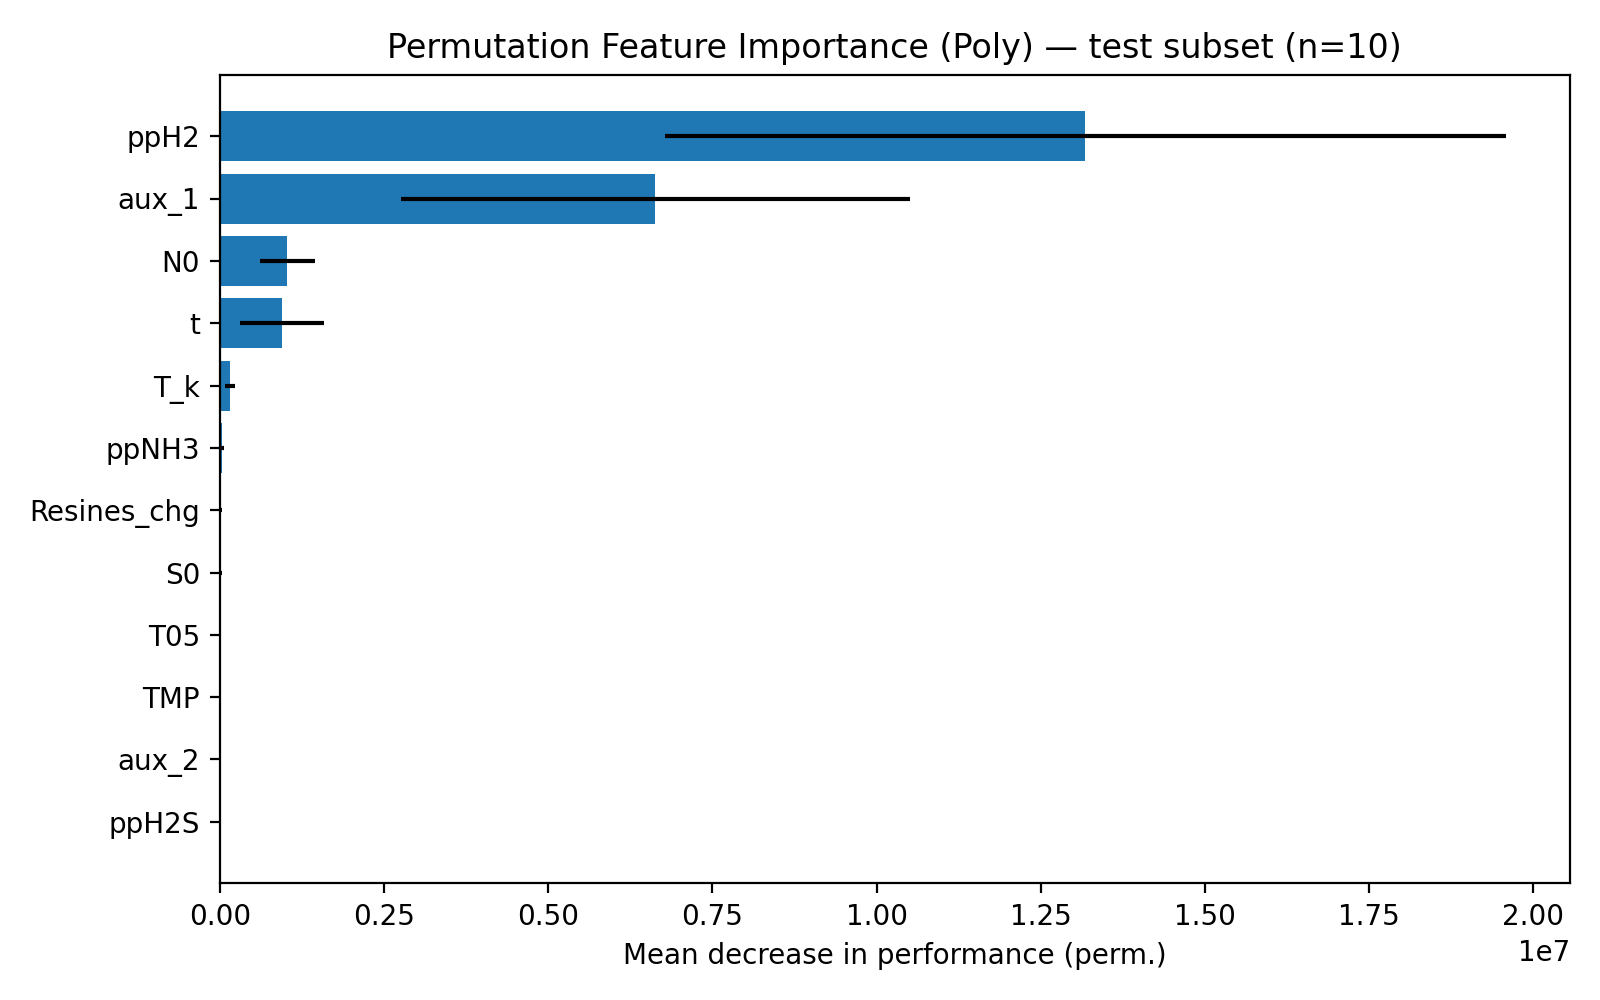 Permutation Feature Importance (Poly) — test subset (n=10)
ppH2
aux_1
N0
t
T_k
ppNH3
Resines_chg
S0
T05
TMP
aux_2
ppH2S
0.00 0.25 0.50 0.75 1.00 1.25 1.50 1.75 2.00
1e7
Mean decrease in performance (perm.)